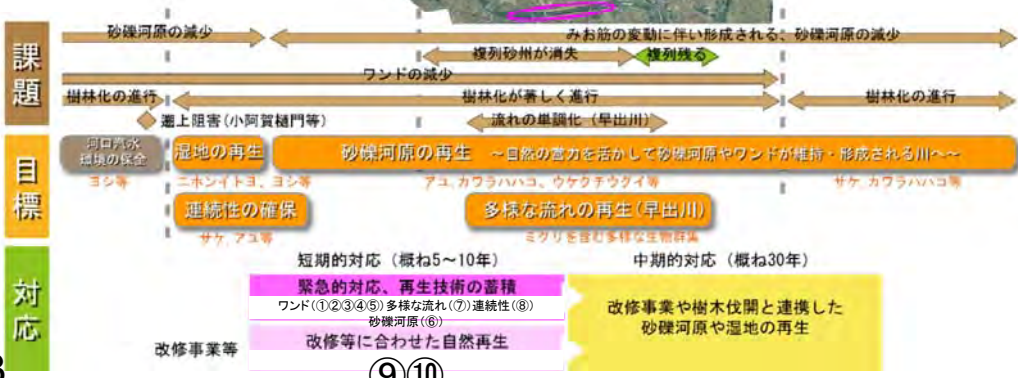 課題
砂礫河原の減少
みお筋の変動に伴い形成される、砂礫河原の減少
複列砂州が消失
複列残る
ワンドの減少
樹林化の進行
樹林化が著しく進行
樹林化の進行
遡上阻害(小阿賀樋門等)
流れの単調化(早出川)
目標
河口汽水
環境の保全
湿地の再生
砂礫河原の再生 ～自然の営力を活かして砂礫河原やワンドが維持・形成される川へ～
ヨシ等
ニホンイトヨ、ヨシ等
アユ、カワラハハコ、ウケクチウグイ等
サケ、カワラハハコ等
連続性の確保
多様な流れの再生(早出川)
サケ、アユ等
ミクリを含む多様な生物群集
対応
短期的対応(概ね5～10年)
中期的対応(概ね30年)
緊急的対応、再生技術の蓄積
ワンド(①②③④⑤)多様な流れ(⑦)連続性(⑧)
砂礫河原(⑥)
改修事業や樹木伐開と連携した
砂礫河原や湿地の再生
改修事業等
改修等に合わせた自然再生
⑨⑩